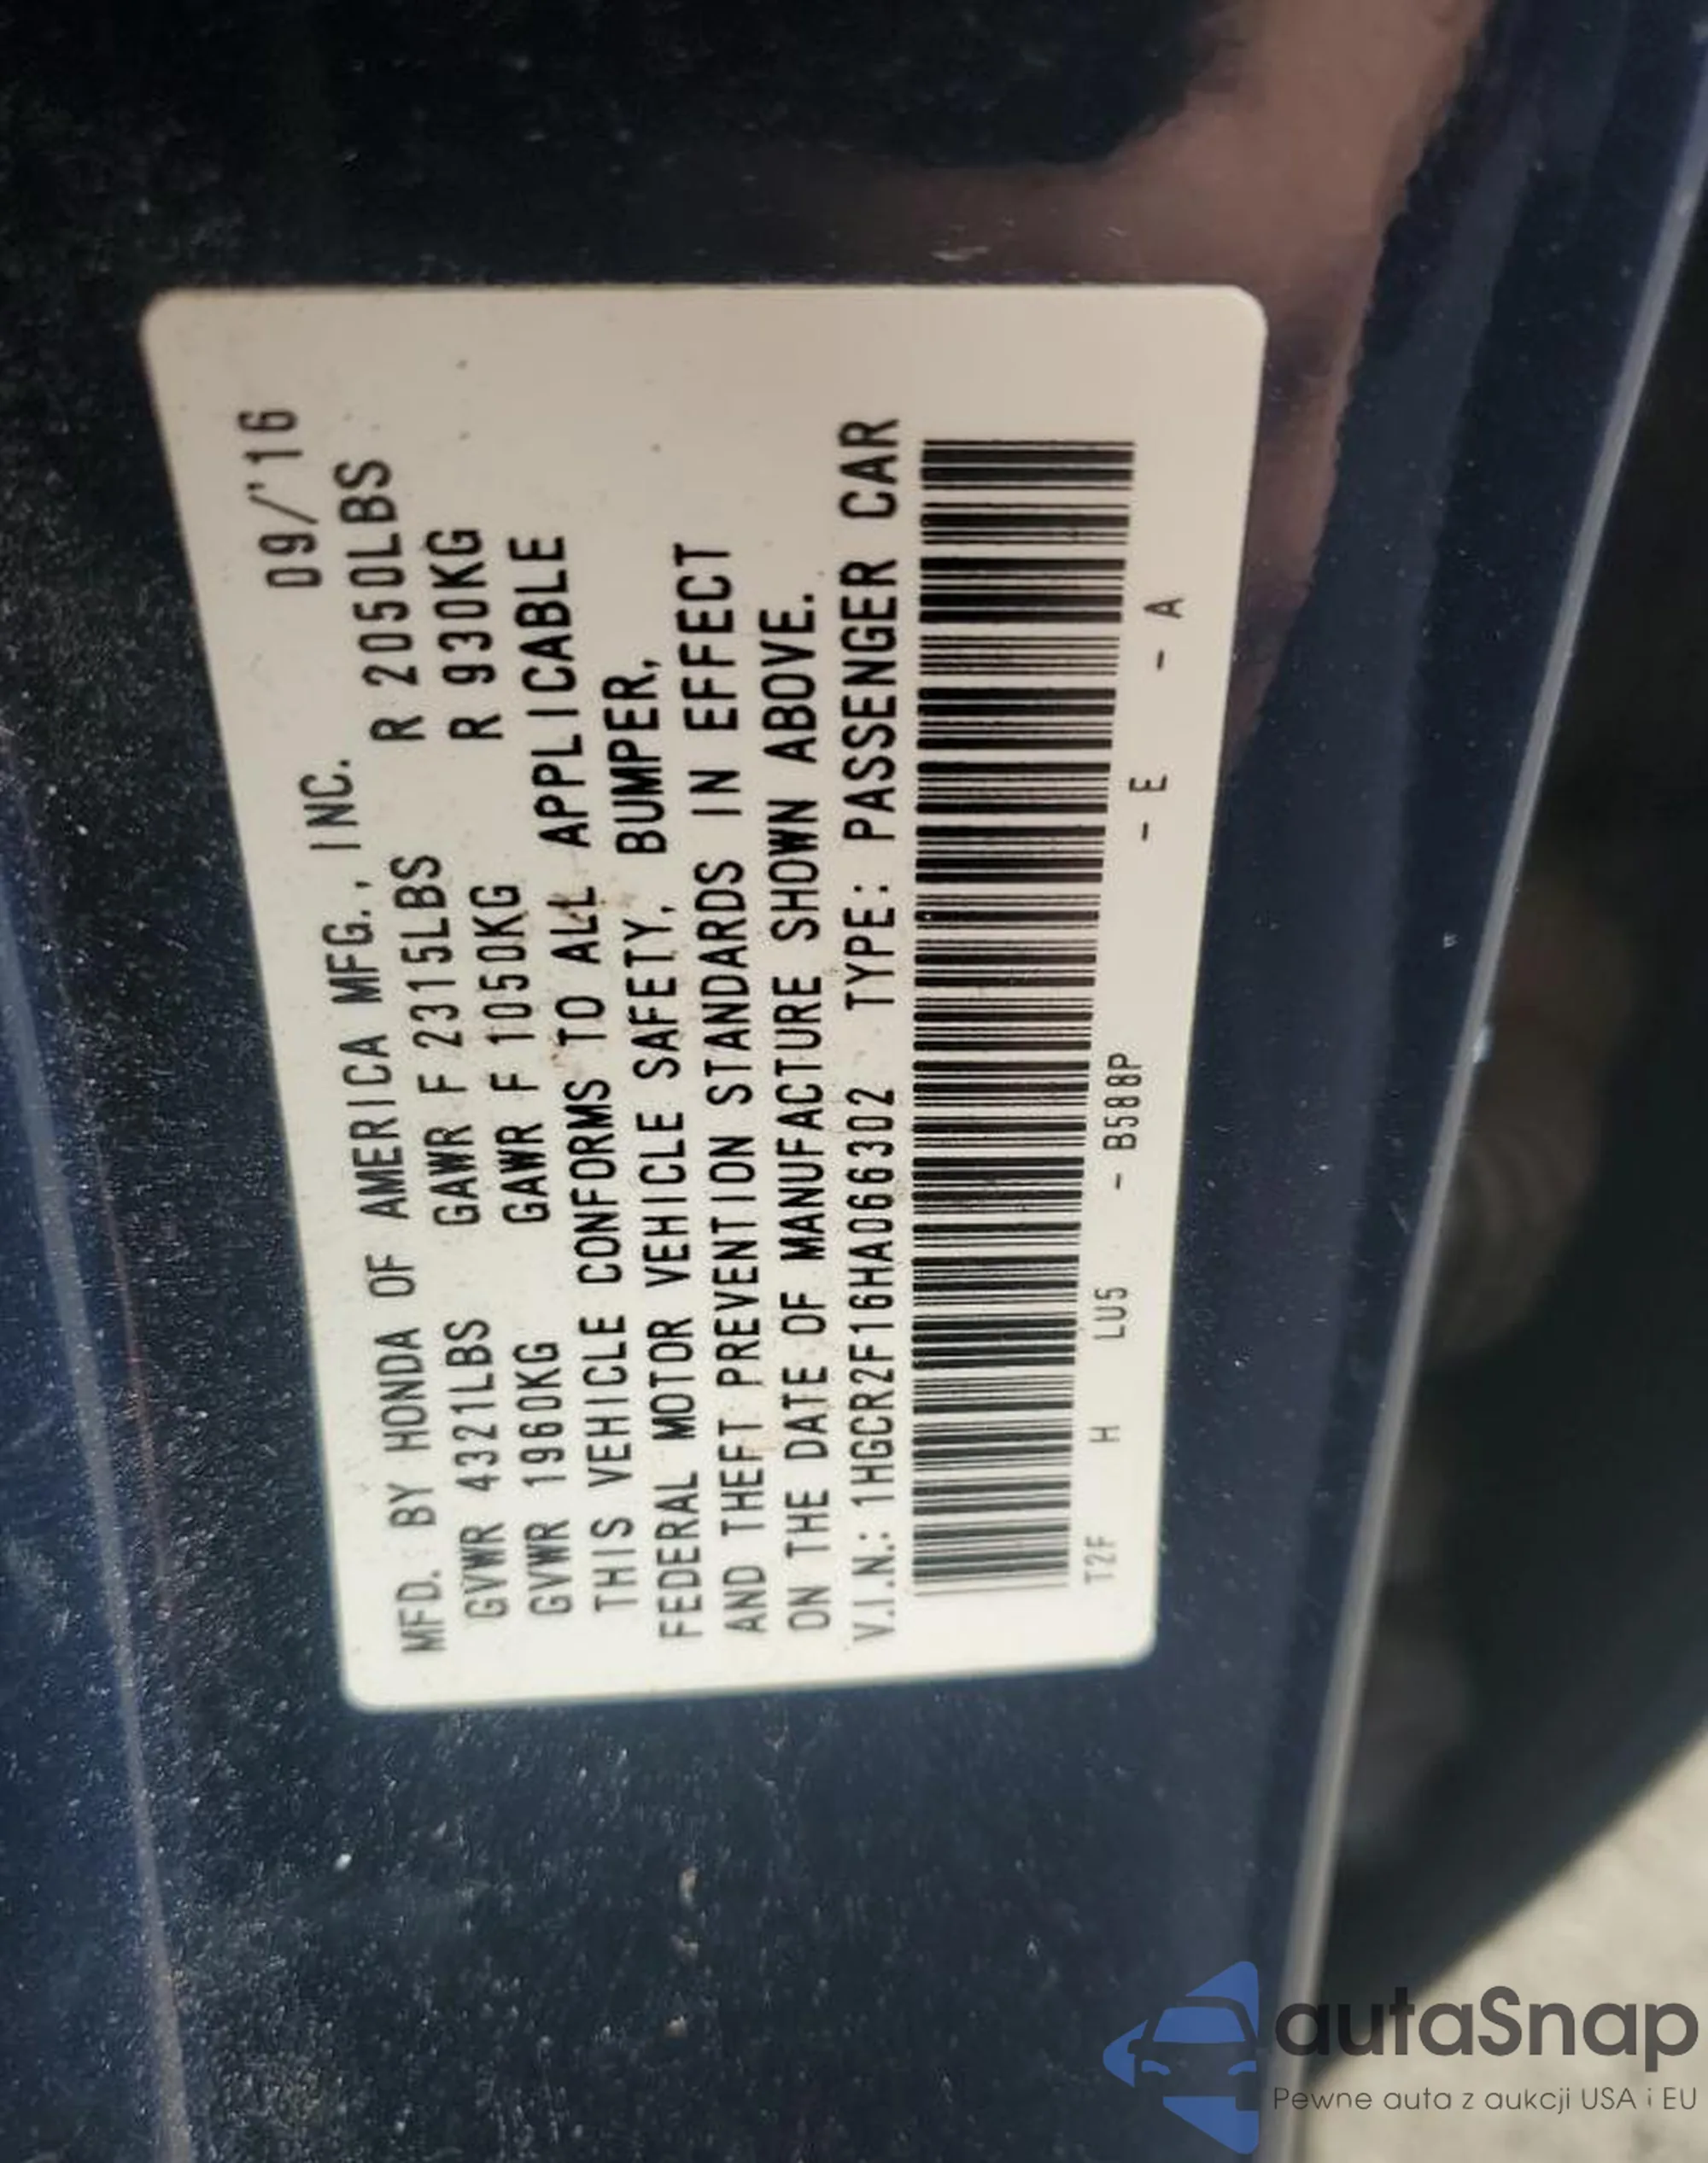 MFD. BY HONDA OF AMERICA MFG., INC. 09/'16
GVWR 4321LBS GAWR F 2315LBS R 2050LBS
GVWR 1960KG GAWR F 1050KG R 930KG
THIS VEHICLE CONFORMS TO ALL APPLICABLE
FEDERAL MOTOR VEHICLE SAFETY, BUMPER,
AND THEFT PREVENTION STANDARDS IN EFFECT
ON THE DATE OF MANUFACTURE SHOWN ABOVE.
V.I.N.: 1HGCR2F16HA066302 TYPE: PASSENGER CAR
T2F H LU5 - B588P - E - A
autaSnap
Pewne auta z aukcji USA i EU